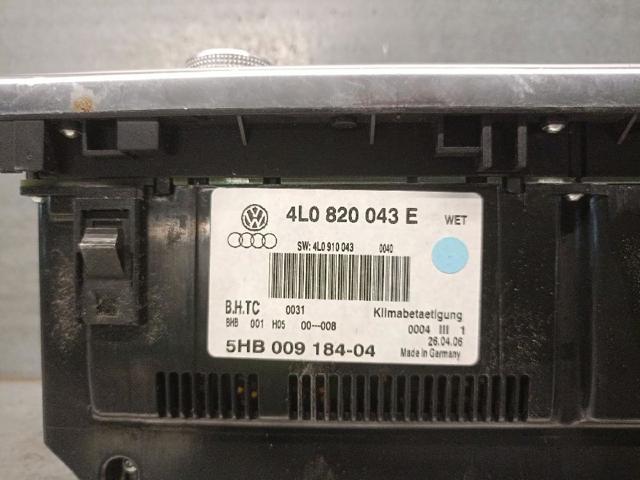 4L0 820 043 E WET
SW: 4L0 910 043 0040
B.H.TC 0031 Klimabetaetigung
BHB 001 H05 00---008 0004 III 1
26.04.06
5HB 009 184-04 Made in Germany